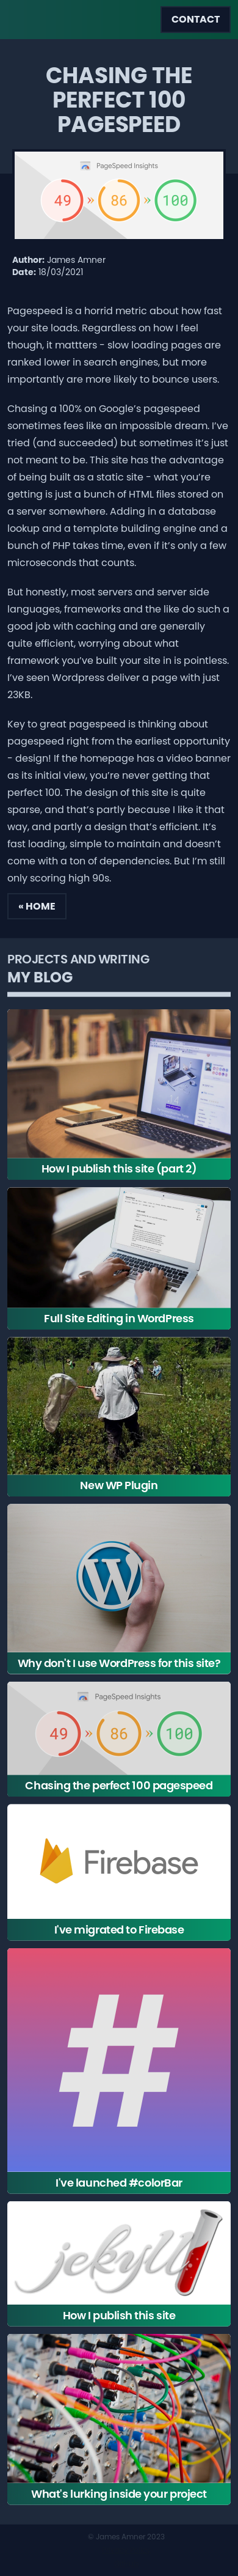 CONTACT
CHASING THE
PERFECT 100
PAGESPEED
PageSpeed Insights
49 » 86 » 100
Author: James Amner
Date: 18/03/2021
Pagespeed is a horrid metric about how fast
your site loads. Regardless on how I feel
though, it mattters - slow loading pages are
ranked lower in search engines, but more
importantly are more likely to bounce users.
Chasing a 100% on Google's pagespeed
sometimes fees like an impossible dream. I've
tried (and succeeded) but sometimes it's just
not meant to be. This site has the advantage
of being built as a static site - what you're
getting is just a bunch of HTML files stored on
a server somewhere. Adding in a database
lookup and a template building engine and a
bunch of PHP takes time, even if it's only a few
microseconds that counts.
But honestly, most servers and server side
languages, frameworks and the like do such a
good job with caching and are generally
quite efficient, worrying about what
framework you've built your site in is pointless.
I've seen Wordpress deliver a page with just
23KB.
Key to great pagespeed is thinking about
pagespeed right from the earliest opportunity
- design! If the homepage has a video banner
as its initial view, you're never getting that
perfect 100. The design of this site is quite
sparse, and that's partly because I like it that
way, and partly a design that's efficient. It's
fast loading, simple to maintain and doesn't
come with a ton of dependencies. But I'm still
only scoring high 90s.
« HOME
PROJECTS AND WRITING
MY BLOG
How I publish this site (part 2)
Full Site Editing in WordPress
New WP Plugin
W
Why don't I use WordPress for this site?
PageSpeed Insights
49 » 86 » 100
Chasing the perfect 100 pagespeed
Firebase
I've migrated to Firebase
#
I've launched #colorBar
jekyll
How I publish this site
What's lurking inside your project
© James Amner 2023